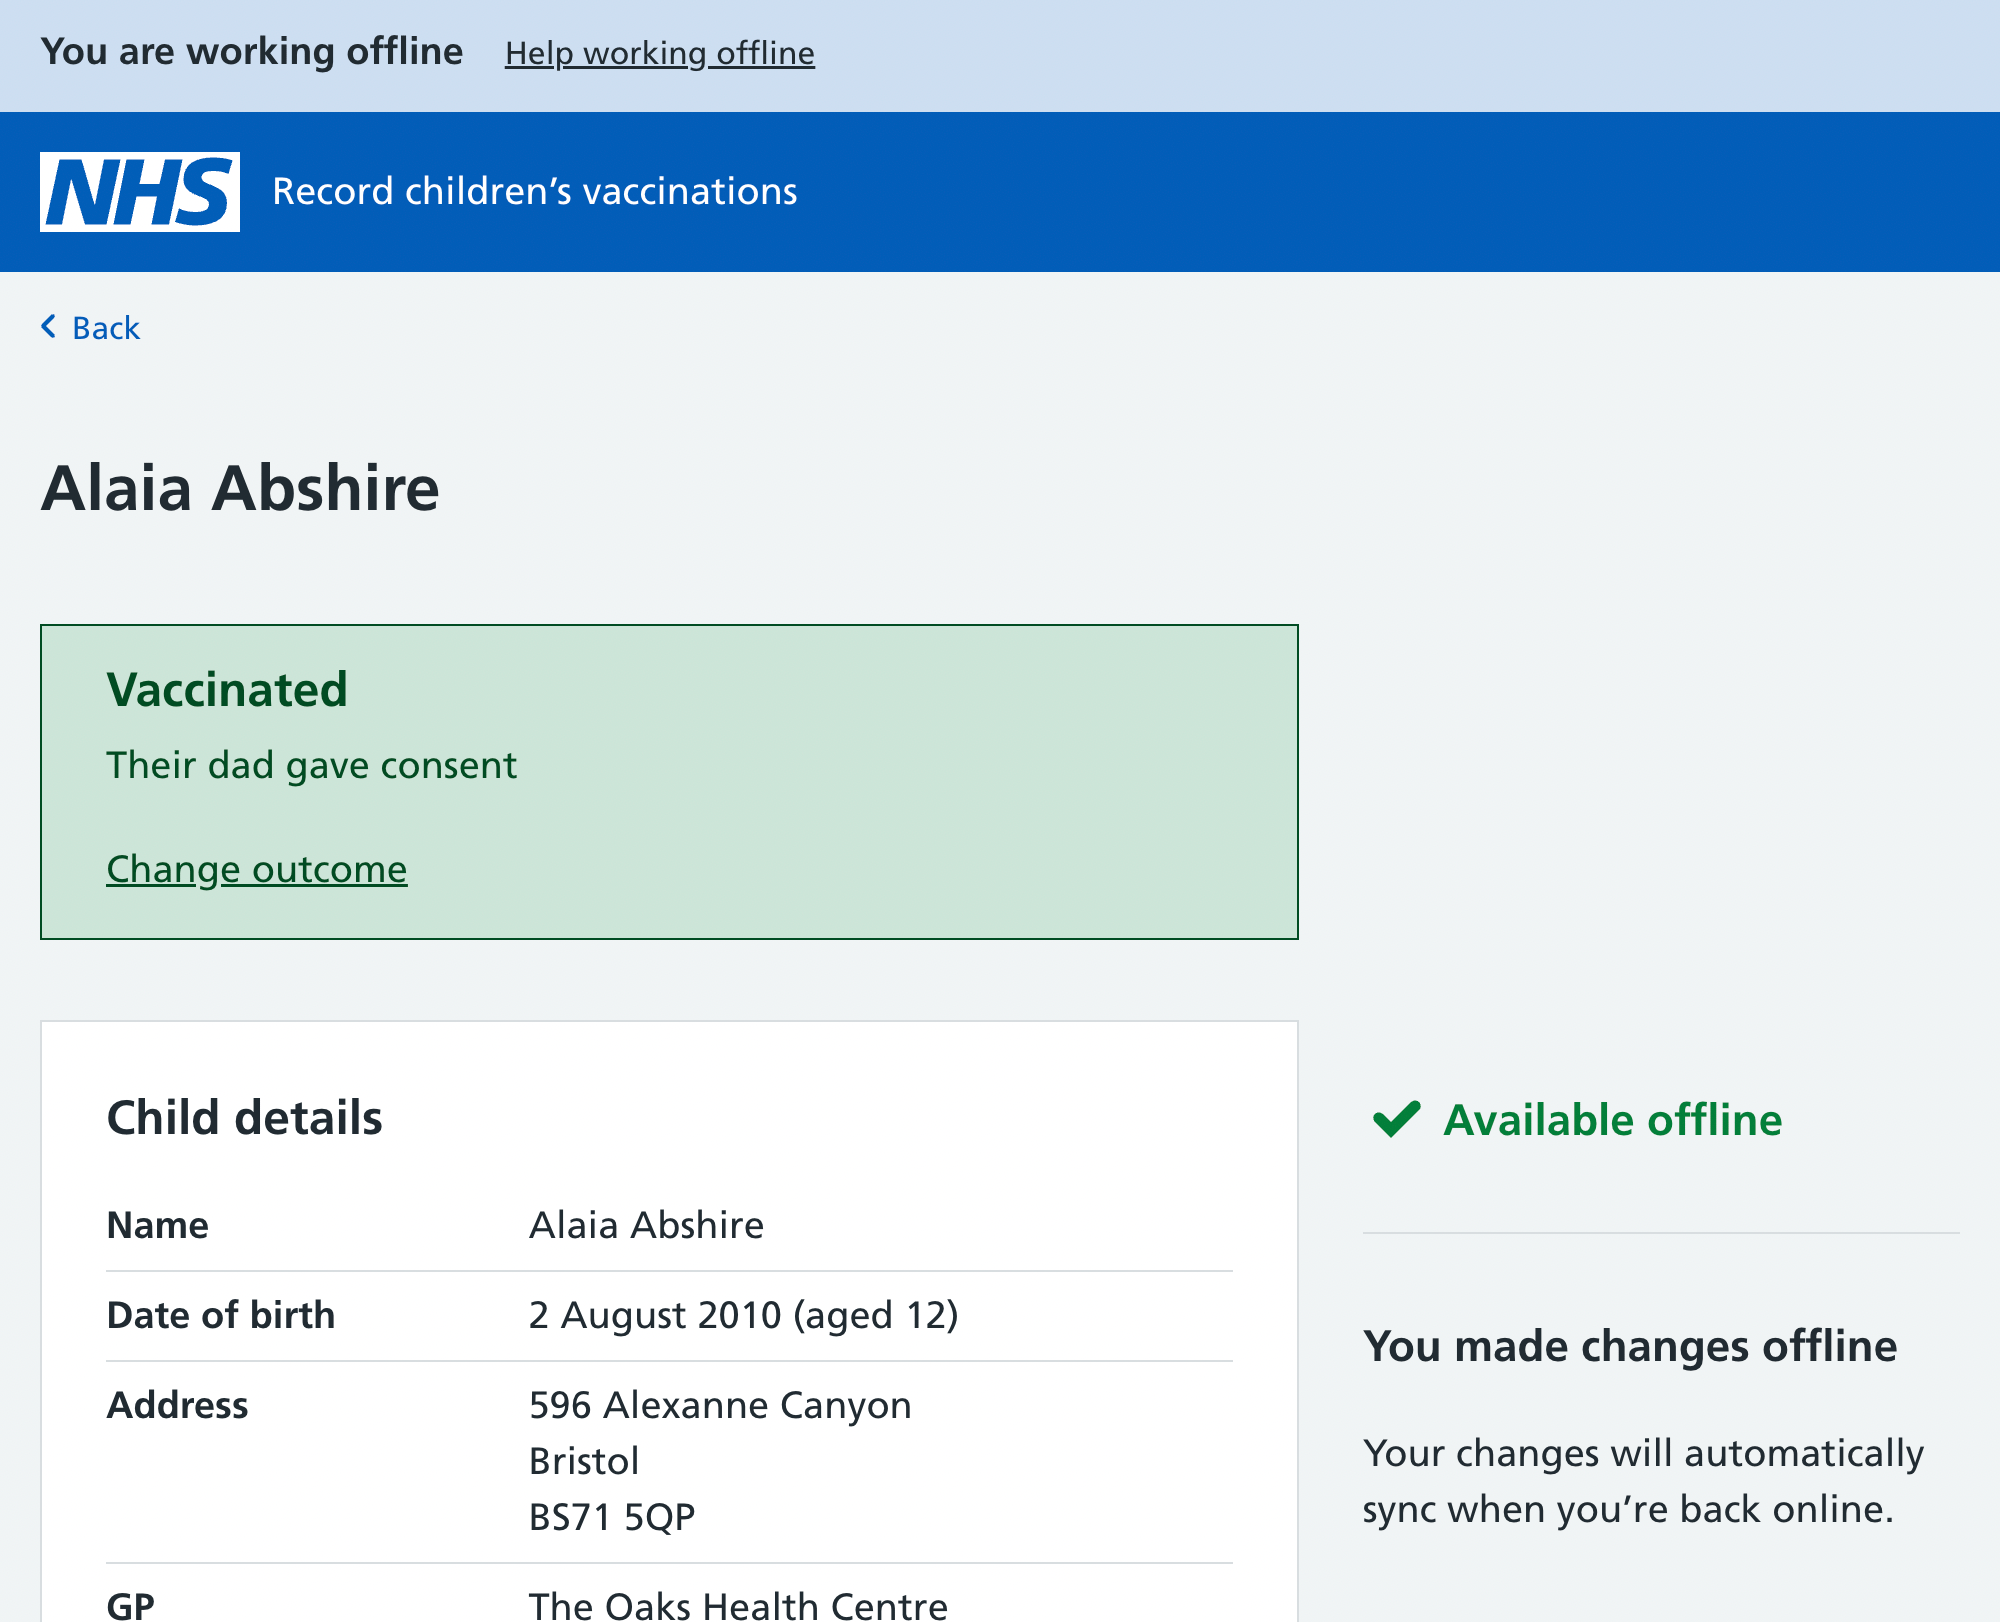 You are working offline Help working offline
NHS Record children’s vaccinations
Back
Alaia Abshire
Vaccinated
Their dad gave consent
Change outcome
Child details
Name Alaia Abshire
Date of birth 2 August 2010 (aged 12)
Address 596 Alexanne Canyon
Bristol
BS71 5QP
GP The Oaks Health Centre
Available offline
You made changes offline
Your changes will automatically
sync when you’re back online.